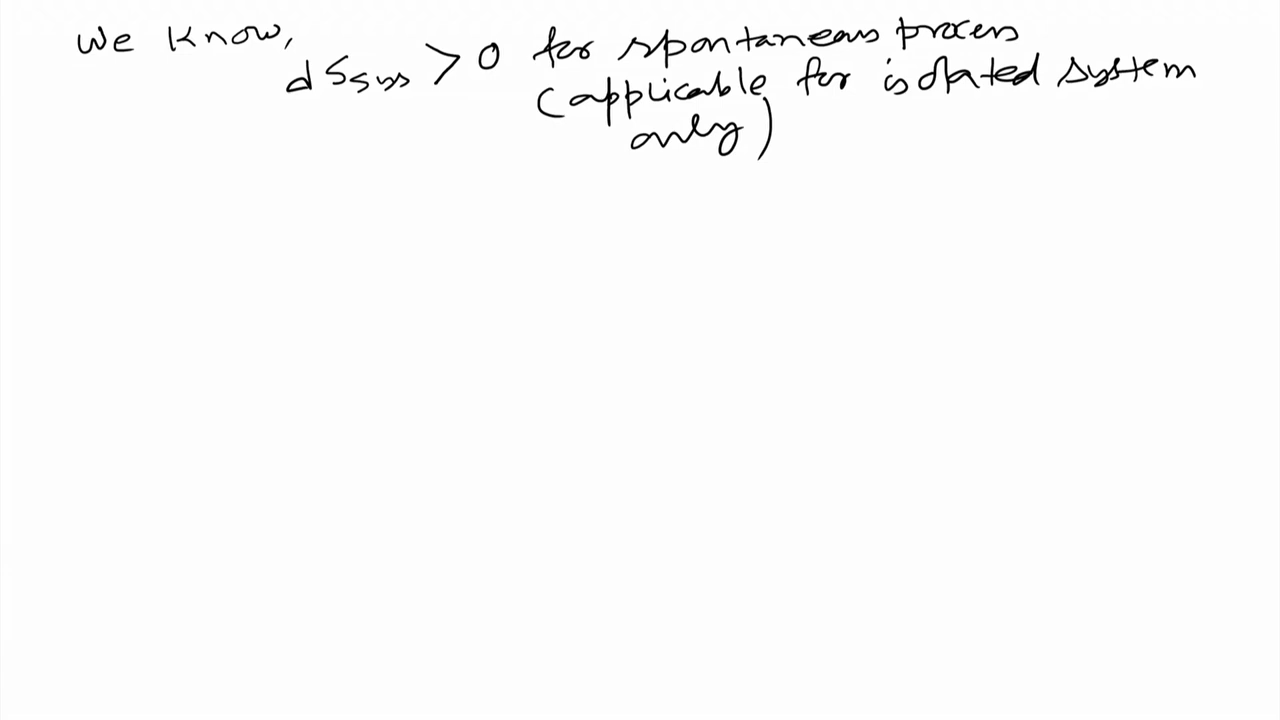 We know,
dSsys > 0 for spontaneous process
(applicable for isolated system
only)